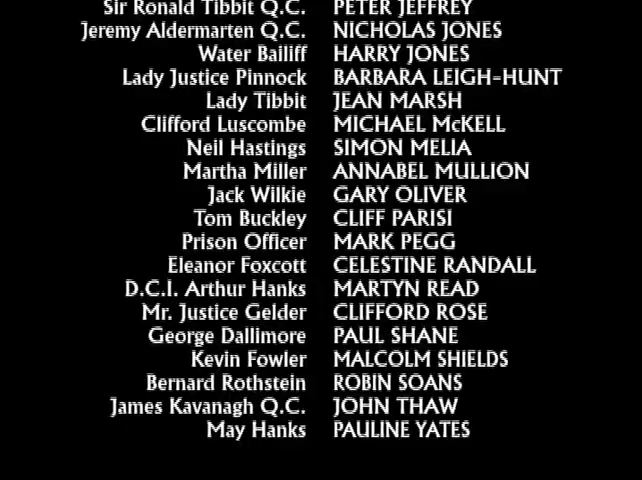 Sir Ronald Tibbit Q.C. PETER JEFFREY
Jeremy Aldermarten Q.C. NICHOLAS JONES
Water Bailiff HARRY JONES
Lady Justice Pinnock BARBARA LEIGH-HUNT
Lady Tibbit JEAN MARSH
Clifford Luscombe MICHAEL McKELL
Neil Hastings SIMON MELIA
Martha Miller ANNABEL MULLION
Jack Wilkie GARY OLIVER
Tom Buckley CLIFF PARISI
Prison Officer MARK PEGG
Eleanor Foxcott CELESTINE RANDALL
D.C.I. Arthur Hanks MARTYN READ
Mr. Justice Gelder CLIFFORD ROSE
George Dallimore PAUL SHANE
Kevin Fowler MALCOLM SHIELDS
Bernard Rothstein ROBIN SOANS
James Kavanagh Q.C. JOHN THAW
May Hanks PAULINE YATES